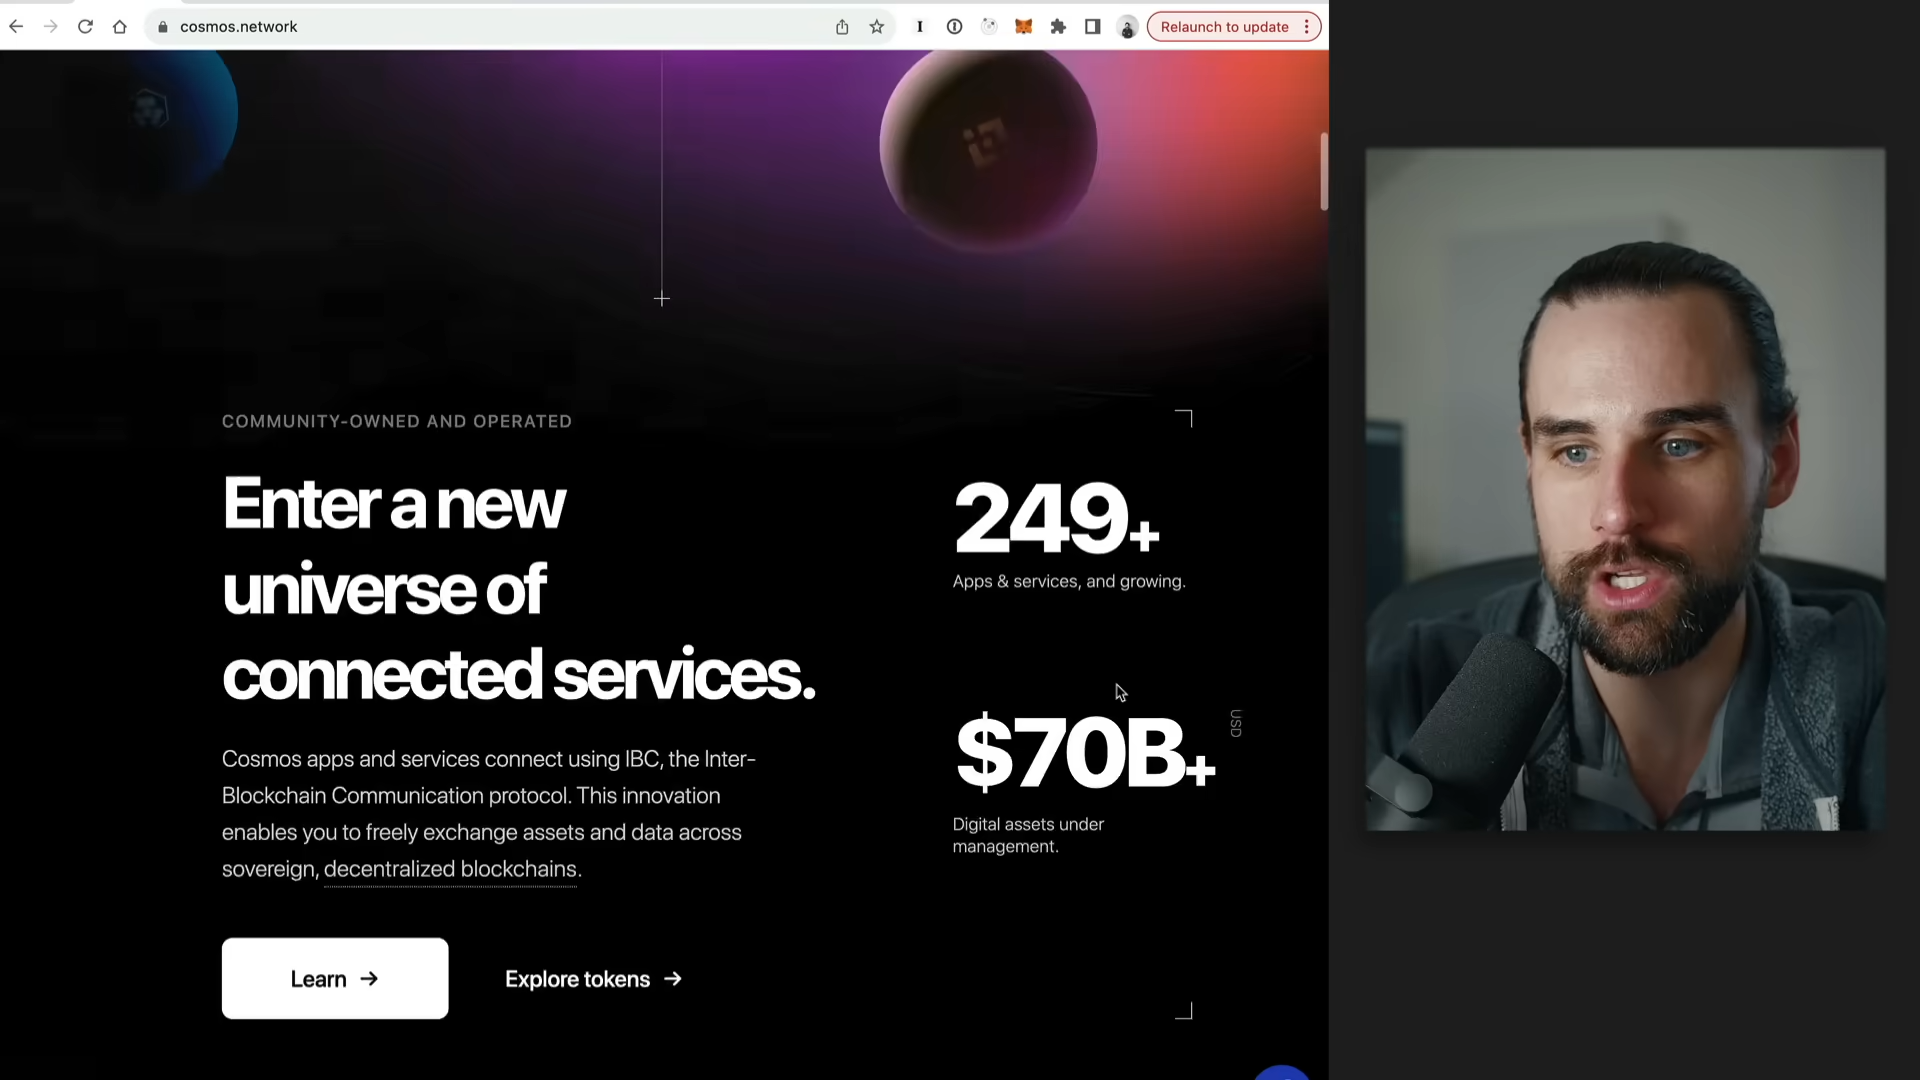 cosmos.network
Relaunch to update
COMMUNITY-OWNED AND OPERATED
Enter a new
universe of
connected services.
Cosmos apps and services connect using IBC, the Inter-
Blockchain Communication protocol. This innovation
enables you to freely exchange assets and data across
sovereign, decentralized blockchains.
Learn →
Explore tokens →
249+
Apps & services, and growing.
$70B+
USD
Digital assets under
management.